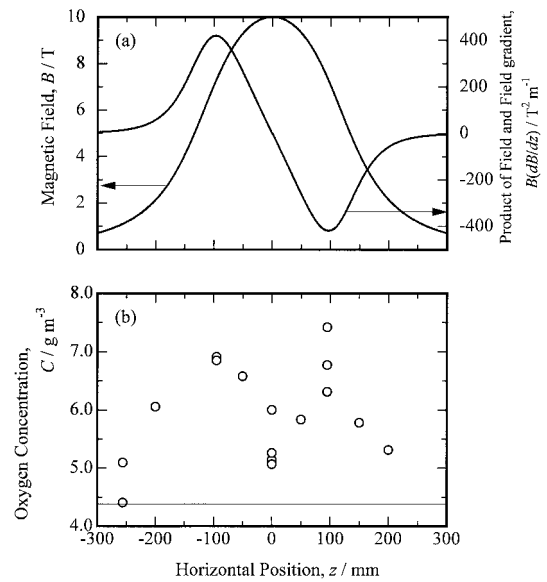 (a)
Magnetic Field, B / T
10
8
6
4
2
0
400
200
0
-200
-400
Product of Field and Field gradient,
B(dB/dz) / T² m⁻¹
(b)
Oxygen Concentration,
C / g m⁻³
8.0
7.0
6.0
5.0
4.0
-300 -200 -100 0 100 200 300
Horizontal Position, z / mm